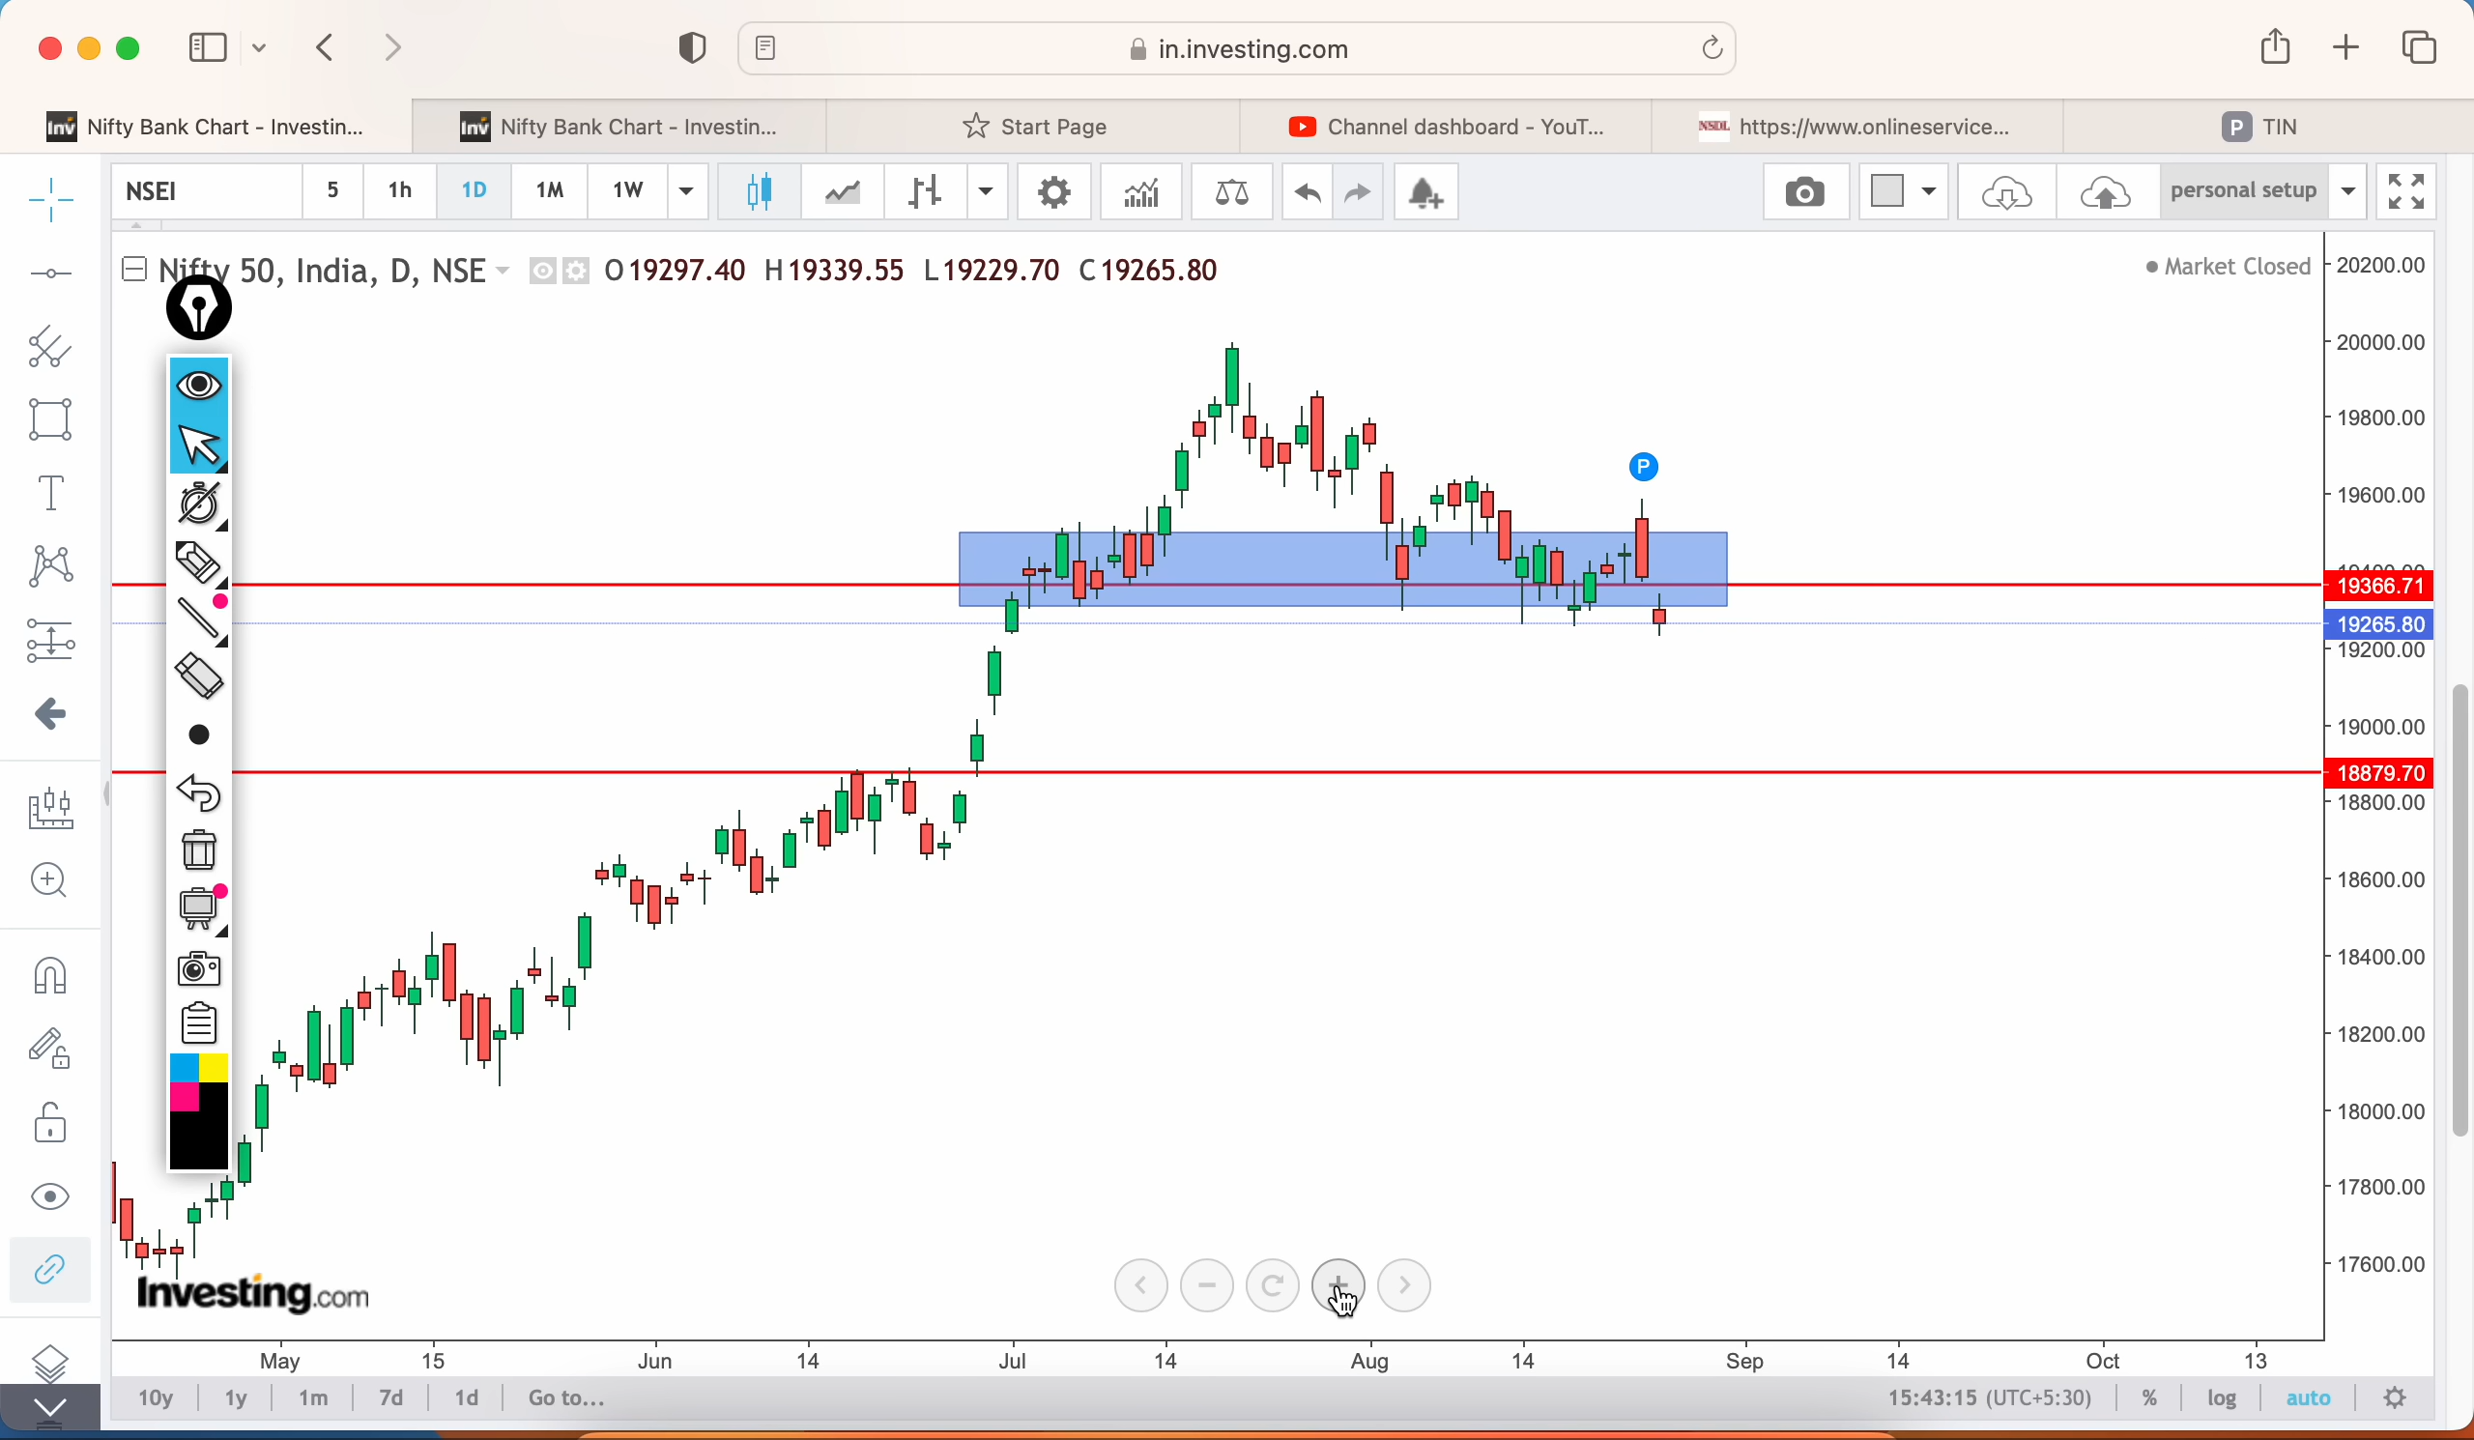 in.investing.com
Nifty Bank Chart - Investin...
Nifty Bank Chart - Investin...
Start Page
Channel dashboard - YouT...
NSDL https://www.onlineservice...
P TIN
NSEI 5 1h 1D 1M 1W
personal setup
Nifty 50, India, D, NSE O19297.40 H19339.55 L19229.70 C19265.80
Market Closed
20200.00
20000.00
19800.00
P
19600.00
19366.71
19265.80
19200.00
19000.00
18879.70
18800.00
18600.00
18400.00
18200.00
18000.00
17800.00
17600.00
Investing.com
May 15 Jun 14 Jul 14 Aug 14 Sep 14 Oct 13
10y 1y 1m 7d 1d Go to... 15:43:15 (UTC+5:30) % log auto